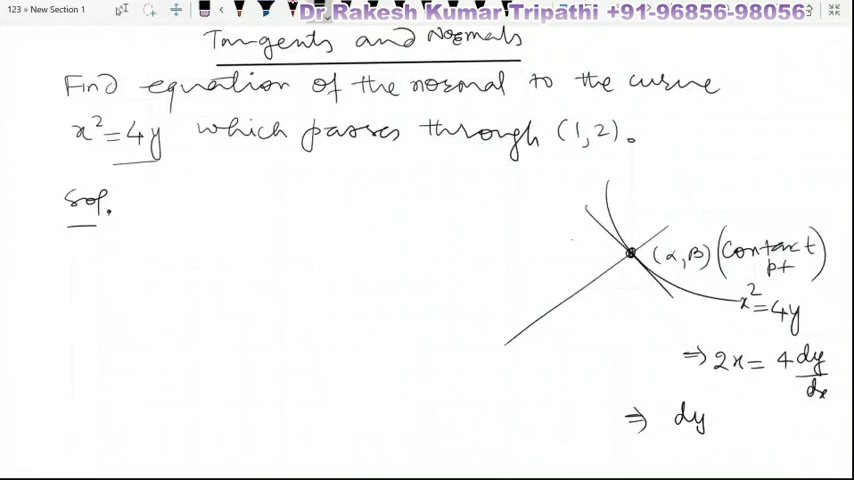 123 » New Section 1
Dr.Rakesh Kumar Tripathi +91-96856-98056
Tangents and Normals
Find equation of the normal to the curve
x² = 4y which passes through (1,2).
Sol.
(α, β) (contact pt)
x² = 4y
⇒ 2x = 4 dy/dx
⇒ dy